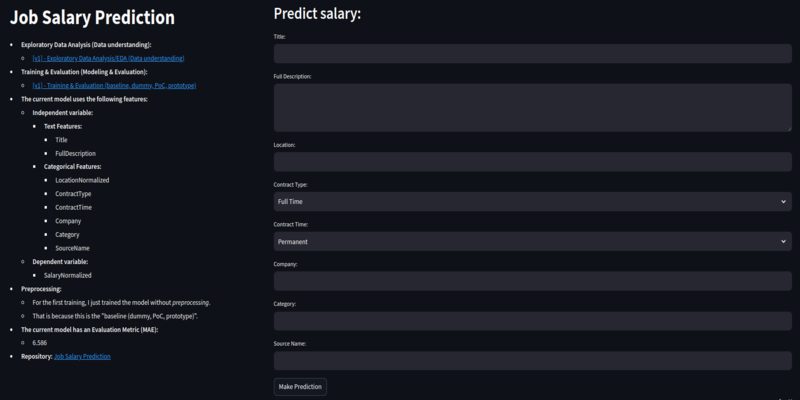 Job Salary Prediction
Exploratory Data Analysis (Data understanding):
[v1] - Exploratory Data Analysis/EDA (Data understanding)
Training & Evaluation (Modeling & Evaluation):
[v1] - Training & Evaluation (baseline, dummy, PoC, prototype)
The current model uses the following features:
Independent variable:
Text Features:
Title
FullDescription
Categorical Features:
LocationNormalized
ContractType
ContractTime
Company
Category
SourceName
Dependent variable:
SalaryNormalized
Preprocessing:
For the first training, I just trained the model without preprocessing.
That is because this is the "baseline (dummy, PoC, prototype)".
The current model has an Evaluation Metric (MAE):
6.586
Repository: Job Salary Prediction
Predict salary:
Title:
Full Description:
Location:
Contract Type:
Full Time
Contract Time:
Permanent
Company:
Category:
Source Name:
Make Prediction